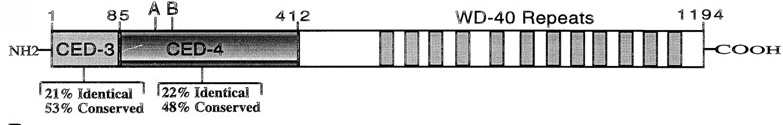 1 85 A B 412 WD-40 Repeats 1194
NH2 CED-3 CED-4 COOH
21% Identical 22% Identical
53% Conserved 48% Conserved